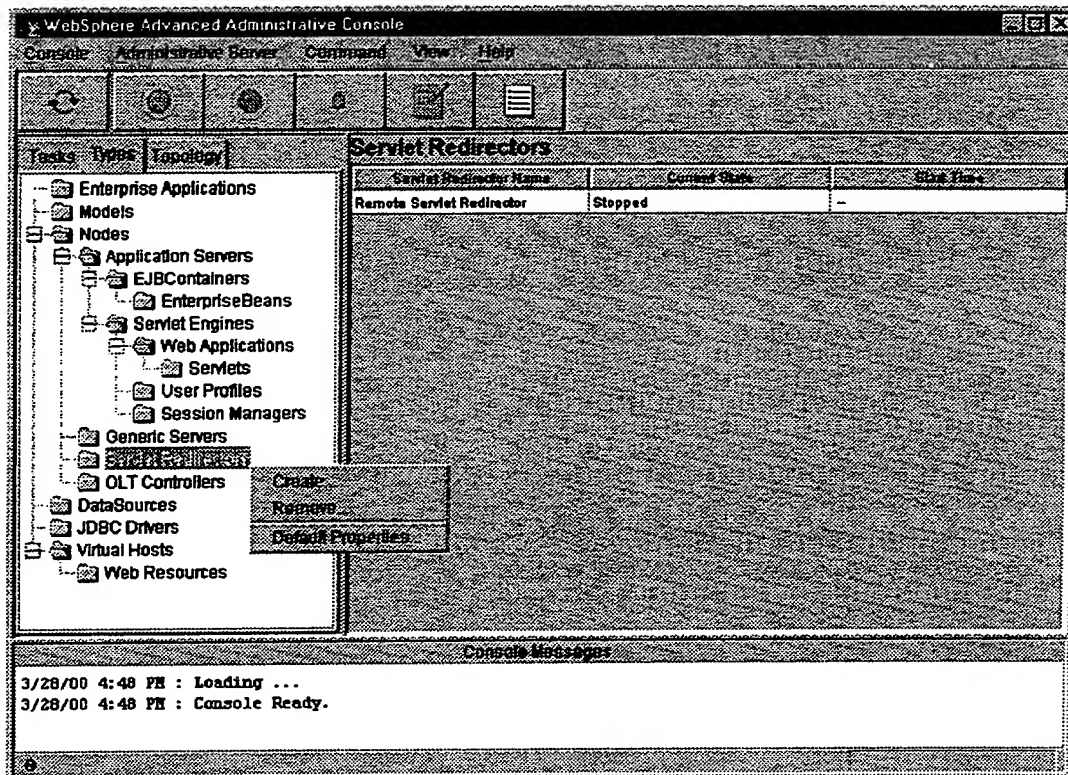 WebSphere Advanced Administrative Console
Console Administrative Server Command View Help
Tasks Types Topology
Servlet Redirectors
Servlet Redirector Name Current State Start Time
Remote Servlet Redirector Stopped --
Enterprise Applications
Models
Nodes
Application Servers
EJBContainers
EnterpriseBeans
Servlet Engines
Web Applications
Servlets
User Profiles
Session Managers
Generic Servers
OLT Controllers
DataSources
JDBC Drivers
Virtual Hosts
Web Resources
Create...
Remove...
Default Properties...
Console Messages
3/28/00 4:48 PM : Loading ...
3/28/00 4:48 PM : Console Ready.